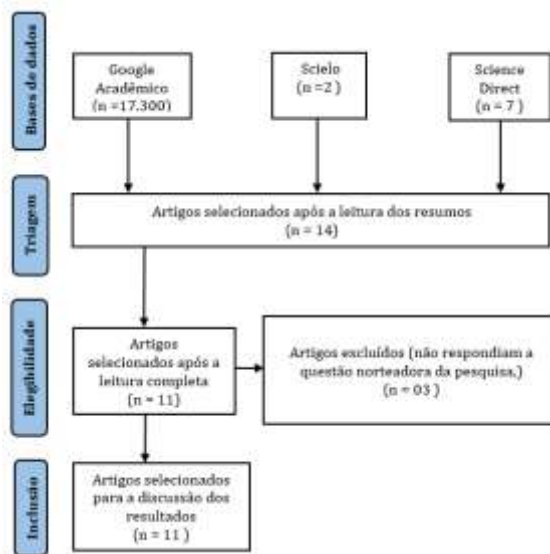 Bases de dados
Google
Acadêmico
(n =17.300)
Scielo
(n =2 )
Science
Direct
(n = 7 )
Triagem
Artigos selecionados após a leitura dos resumos
(n = 14)
Elegibilidade
Artigos
selecionados após a
leitura completa
(n = 11)
Artigos excluídos (não respondiam a
questão norteadora da pesquisa.)
(n = 03 )
Inclusão
Artigos selecionados
para a discussão dos
resultados
(n = 11 )